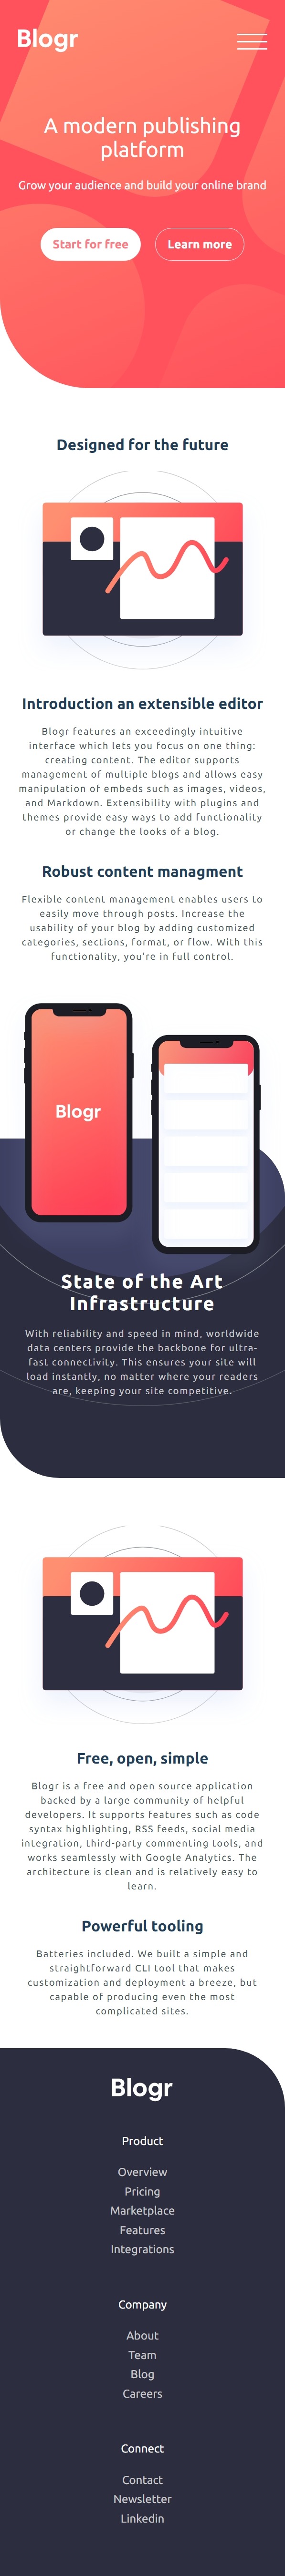 Blogr
A modern publishing
platform
Grow your audience and build your online brand
Start for free
Learn more
Designed for the future
Introduction an extensible editor
Blogr features an exceedingly intuitive
interface which lets you focus on one thing:
creating content. The editor supports
management of multiple blogs and allows easy
manipulation of embeds such as images, videos,
and Markdown. Extensibility with plugins and
themes provide easy ways to add functionality
or change the looks of a blog.
Robust content managment
Flexible content management enables users to
easily move through posts. Increase the
usability of your blog by adding customized
categories, sections, format, or flow. With this
functionality, you're in full control.
Blogr
State of the Art
Infrastructure
With reliability and speed in mind, worldwide
data centers provide the backbone for ultra-
fast connectivity. This ensures your site will
load instantly, no matter where your readers
are, keeping your site competitive.
Free, open, simple
Blogr is a free and open source application
backed by a large community of helpful
developers. It supports features such as code
syntax highlighting, RSS feeds, social media
integration, third-party commenting tools, and
works seamlessly with Google Analytics. The
architecture is clean and is relatively easy to
learn.
Powerful tooling
Batteries included. We built a simple and
straightforward CLI tool that makes
customization and deployment a breeze, but
capable of producing even the most
complicated sites.
Blogr
Product
Overview
Pricing
Marketplace
Features
Integrations
Company
About
Team
Blog
Careers
Connect
Contact
Newsletter
Linkedin